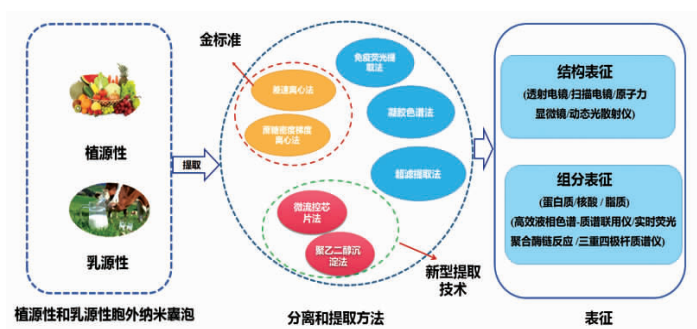 金标准
植源性
乳源性
植源性和乳源性胞外纳米囊泡
提取
差速离心法
蔗糖密度梯度
离心法
免疫荧光提
取法
凝胶色谱法
超滤提取法
微流控芯
片法
聚乙二醇沉
淀法
新型提取
技术
分离和提取方法
结构表征
(透射电镜/扫描电镜/原子力
显微镜/动态光散射仪)
组分表征
(蛋白质/核酸 / 脂质)
(高效液相色谱-质谱联用仪/实时荧光
聚合酶链反应 /三重四极杆质谱仪)
表征